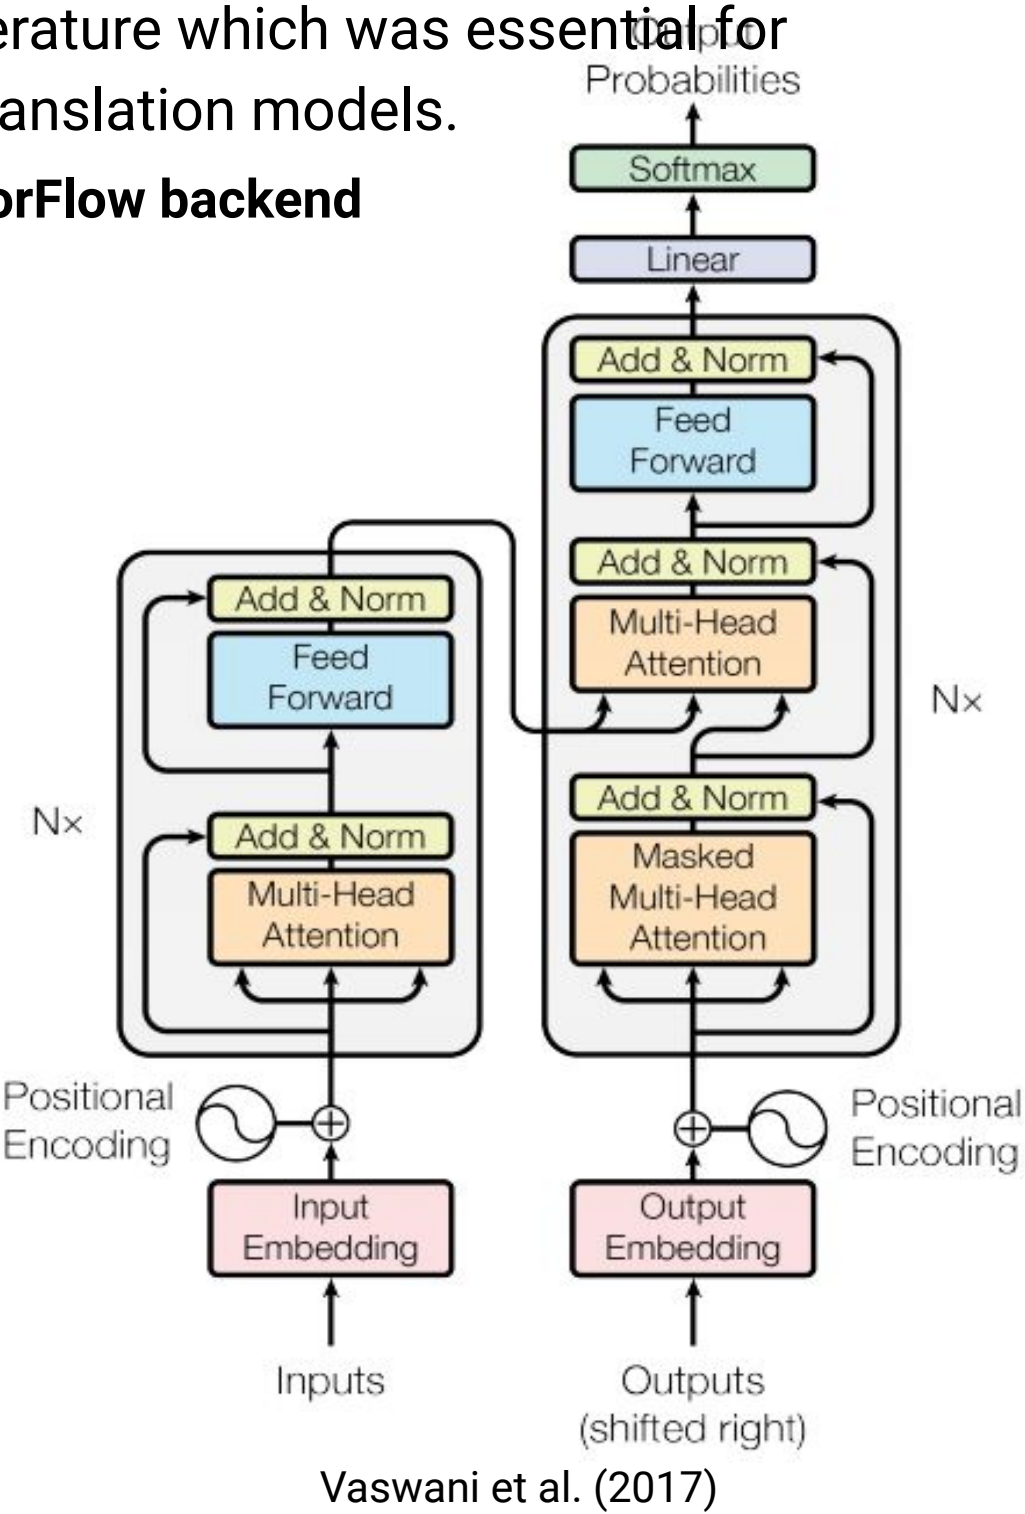 erature which was essential for
anslation models.
orFlow backend
Output
Probabilities
Softmax
Linear
Add & Norm
Feed
Forward
Add & Norm
Multi-Head
Attention
Nx
Add & Norm
Masked
Multi-Head
Attention
Add & Norm
Feed
Forward
Nx
Add & Norm
Multi-Head
Attention
Positional
Encoding
Positional
Encoding
Input
Embedding
Output
Embedding
Inputs
Outputs
(shifted right)
Vaswani et al. (2017)